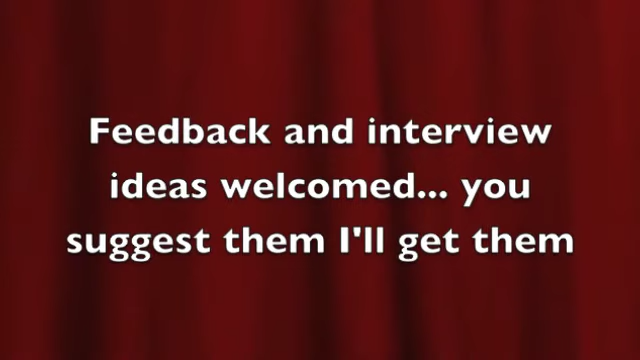 Feedback and interview
ideas welcomed... you
suggest them I'll get them